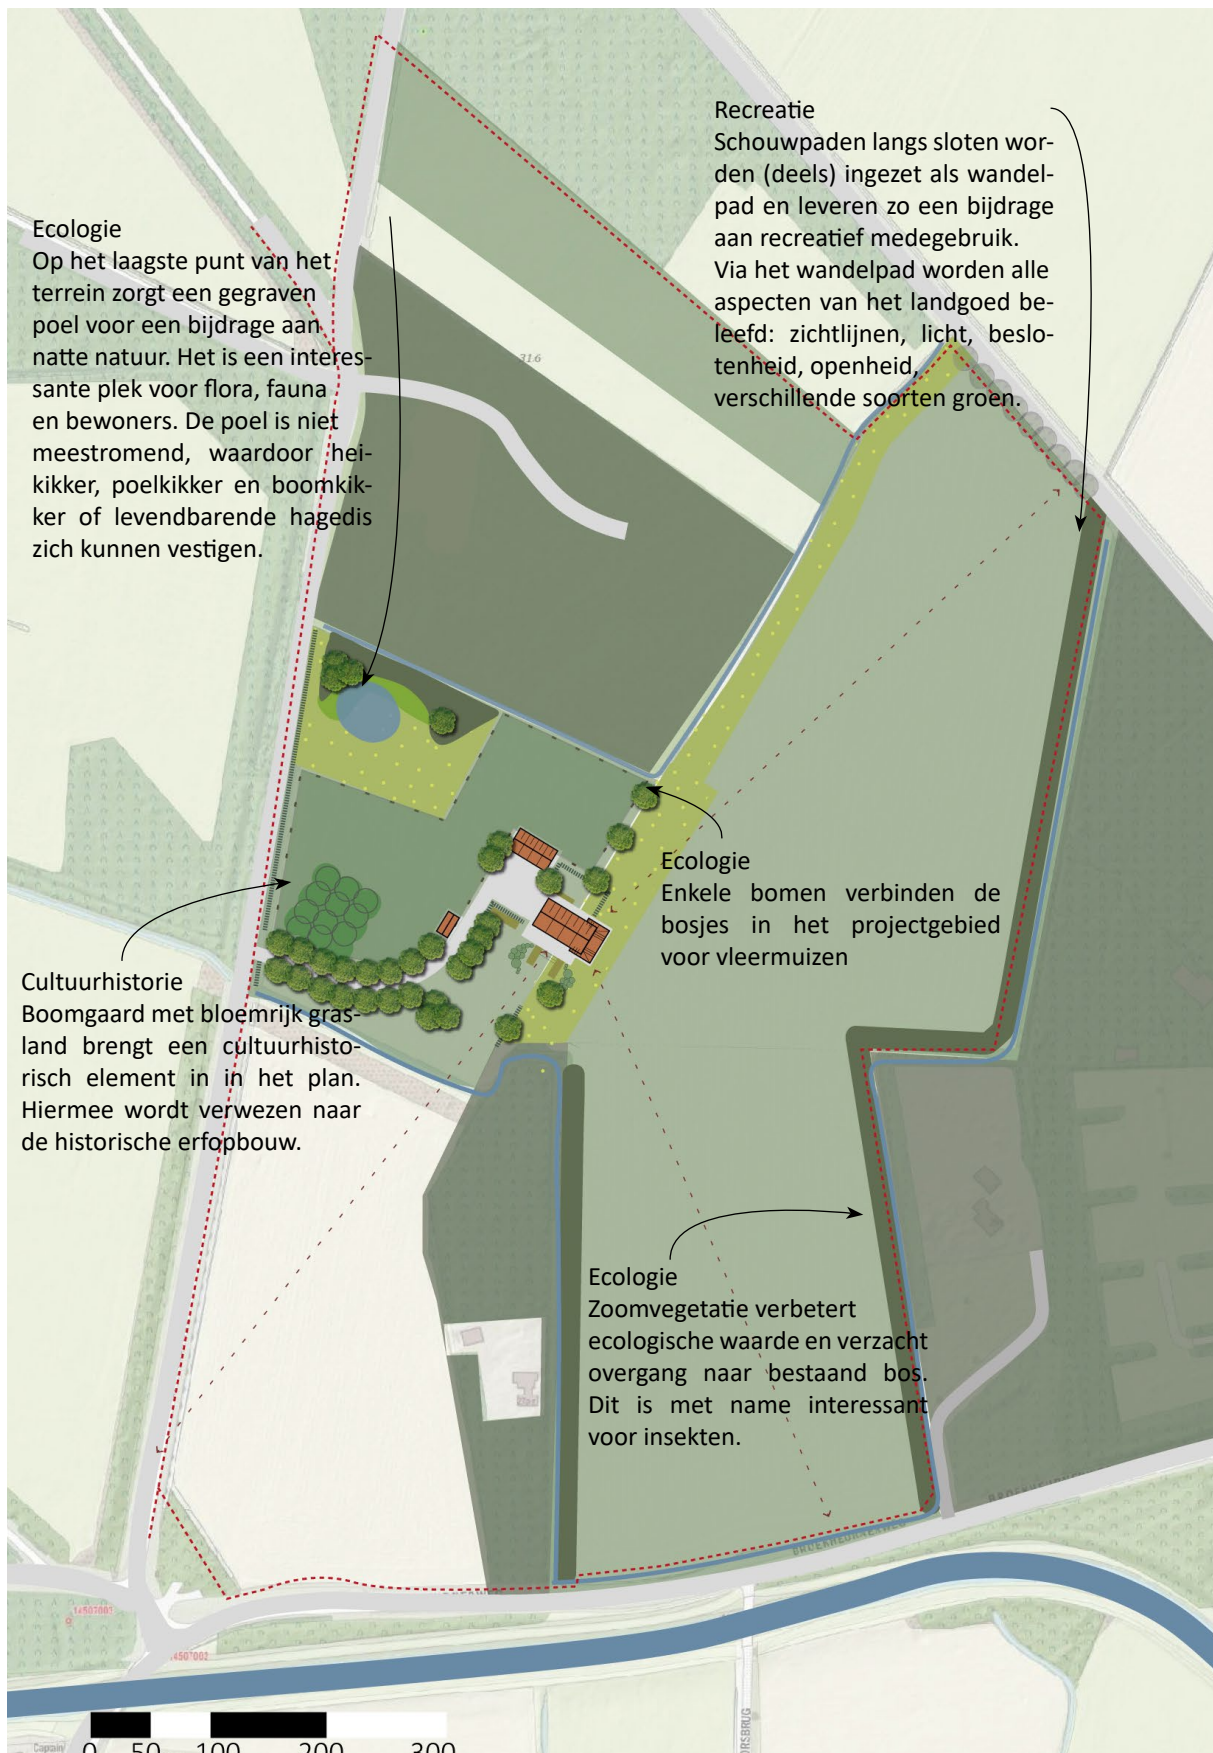 Recreatie
Schouwpaden langs sloten wor-
den (deels) ingezet als wandel-
pad en leveren zo een bijdrage
aan recreatief medegebruik.
Via het wandelpad worden alle
aspecten van het landgoed be-
leefd: zichtlijnen, licht, beslo-
tenheid, openheid,
verschillende soorten groen.
Ecologie
Op het laagste punt van het
terrein zorgt een gegraven
poel voor een bijdrage aan
natte natuur. Het is een interes-
sante plek voor flora, fauna
en bewoners. De poel is niet
meestromend, waardoor hei-
kikker, poelkikker en boomkik-
ker of levendbarende hagedis
zich kunnen vestigen.
31.6
Ecologie
Enkele bomen verbinden de
bosjes in het projectgebied
voor vleermuizen
Cultuurhistorie
Boomgaard met bloemrijk gras-
land brengt een cultuurhisto-
risch element in in het plan.
Hiermee wordt verwezen naar
de historische erfopbouw.
Ecologie
Zoomvegetatie verbetert
ecologische waarde en verzacht
overgang naar bestaand bos.
Dit is met name interessant
voor insekten.
14507002
0 50 100 200 300